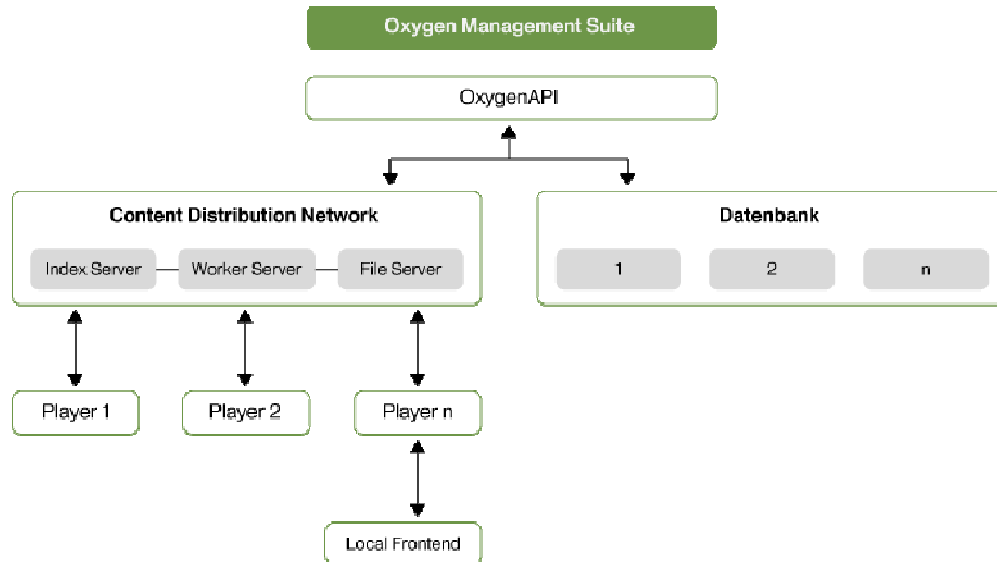 Oxygen Management Suite
OxygenAPI
Content Distribution Network
Index Server
Worker Server
File Server
Datenbank
1
2
n
Player 1
Player 2
Player n
Local Frontend